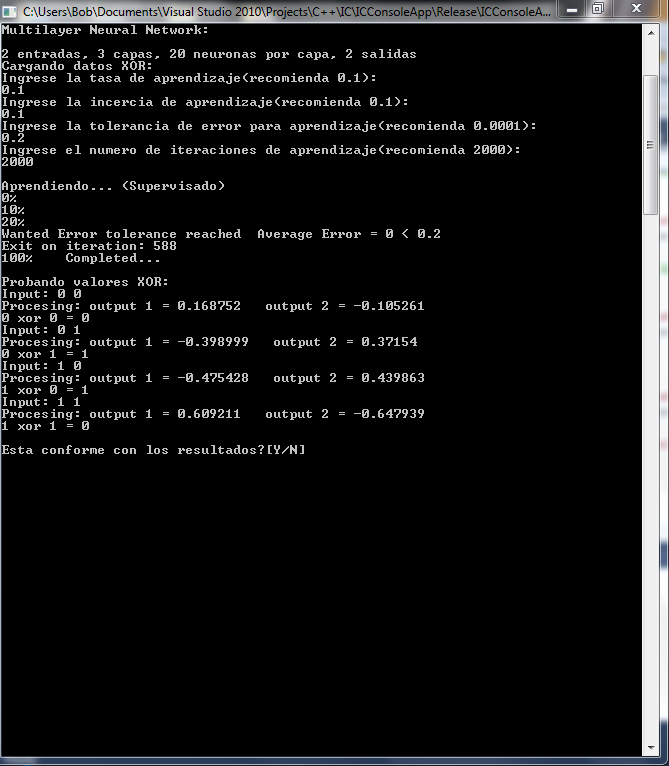 C:\Users\Bob\Documents\Visual Studio 2010\Projects\C++\IC\ICConsoleApp\Release\ICConsoleA...
Multilayer Neural Network:
2 entradas, 3 capas, 20 neuronas por capa, 2 salidas
Cargando datos XOR:
Ingrese la tasa de aprendizaje(recomienda 0.1):
0.1
Ingrese la incercia de aprendizaje(recomienda 0.1):
0.1
Ingrese la tolerancia de error para aprendizaje(recomienda 0.0001):
0.2
Ingrese el numero de iteraciones de aprendizaje(recomienda 2000):
2000
Aprendiendo... (Supervisado)
0%
10%
20%
Wanted Error tolerance reached  Average Error = 0 < 0.2
Exit on iteration: 588
100%    Completed...
Probando valores XOR:
Input: 0 0
Procesing: output 1 = 0.168752   output 2 = -0.105261
0 xor 0 = 0
Input: 0 1
Procesing: output 1 = -0.398999   output 2 = 0.37154
0 xor 1 = 1
Input: 1 0
Procesing: output 1 = -0.475428   output 2 = 0.439863
1 xor 0 = 1
Input: 1 1
Procesing: output 1 = 0.609211   output 2 = -0.647939
1 xor 1 = 0
Esta conforme con los resultados?[Y/N]